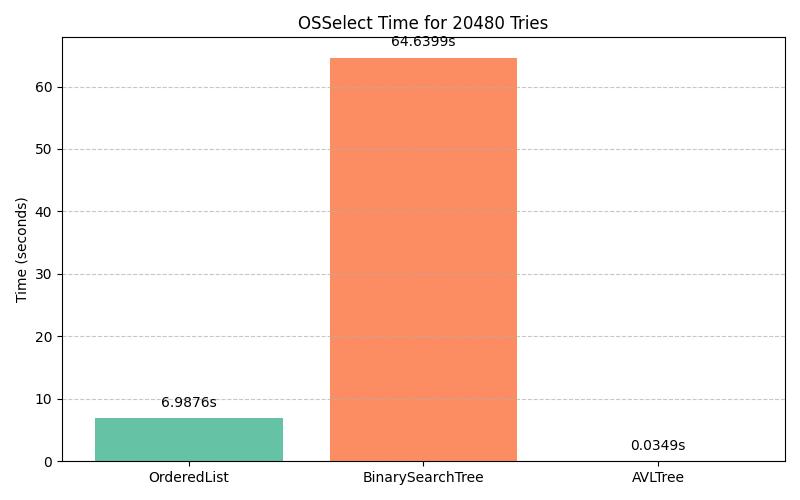 OSSelect Time for 20480 Tries
Time (seconds)
60
50
40
30
20
10
0
6.9876s
64.6399s
0.0349s
OrderedList
BinarySearchTree
AVLTree